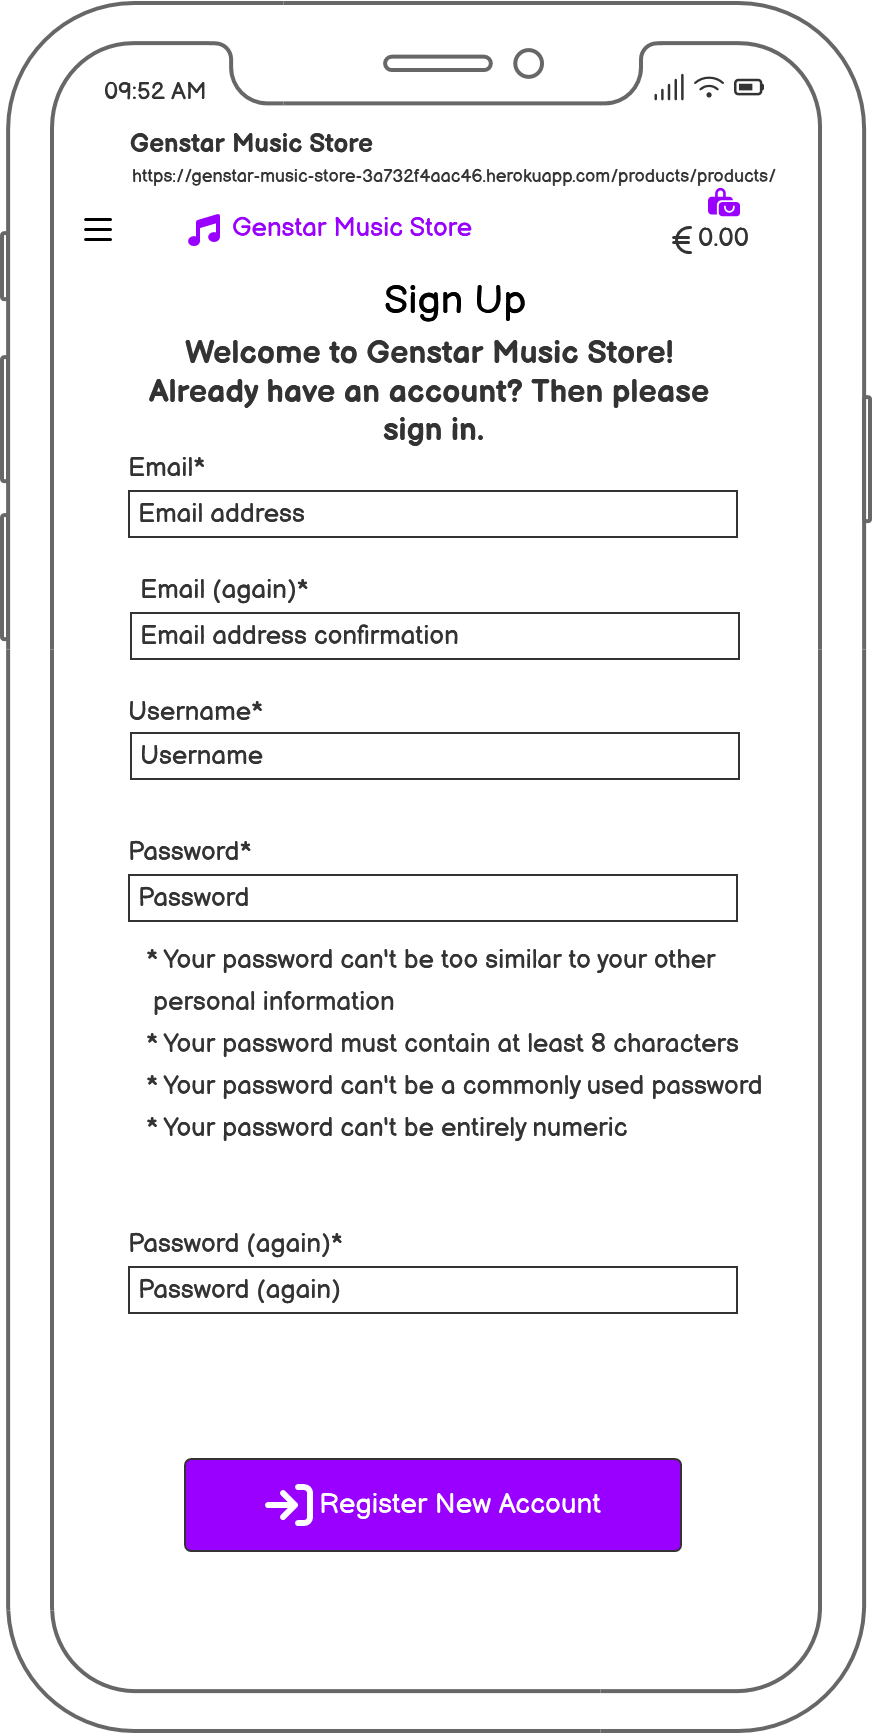 09:52 AM
Genstar Music Store
https://genstar-music-store-3a732f4aac46.herokuapp.com/products/products/
Genstar Music Store
€ 0.00
Sign Up
Welcome to Genstar Music Store!
Already have an account? Then please
sign in.
Email*
Email address
Email (again)*
Email address confirmation
Username*
Username
Password*
Password
* Your password can't be too similar to your other
personal information
* Your password must contain at least 8 characters
* Your password can't be a commonly used password
* Your password can't be entirely numeric
Password (again)*
Password (again)
Register New Account